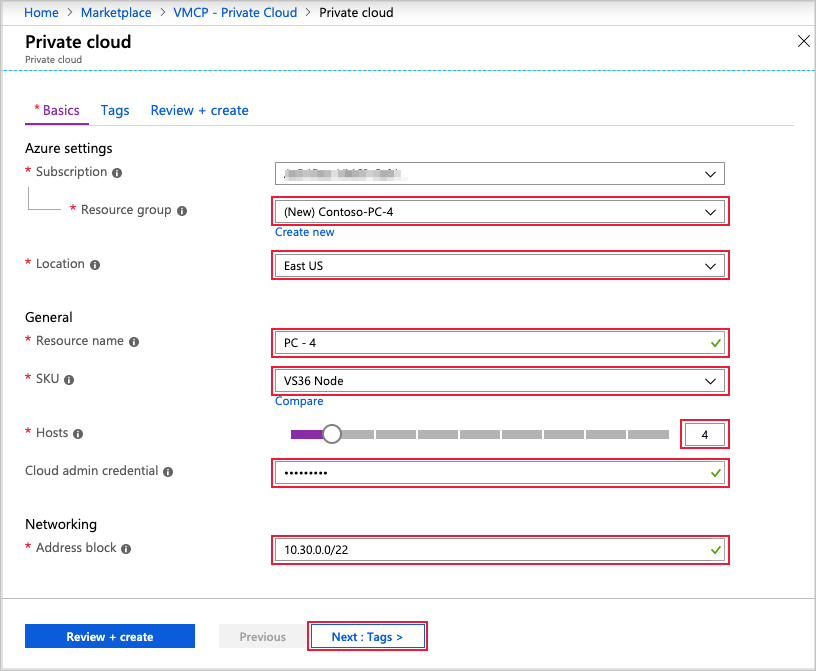 Home > Marketplace > VMCP - Private Cloud > Private cloud
Private cloud
Private cloud
* Basics Tags Review + create
Azure settings
* Subscription
* Resource group (New) Contoso-PC-4
Create new
* Location East US
General
* Resource name PC - 4
* SKU VS36 Node
Compare
* Hosts 4
Cloud admin credential •••••••••
Networking
* Address block 10.30.0.0/22
Review + create Previous Next : Tags >